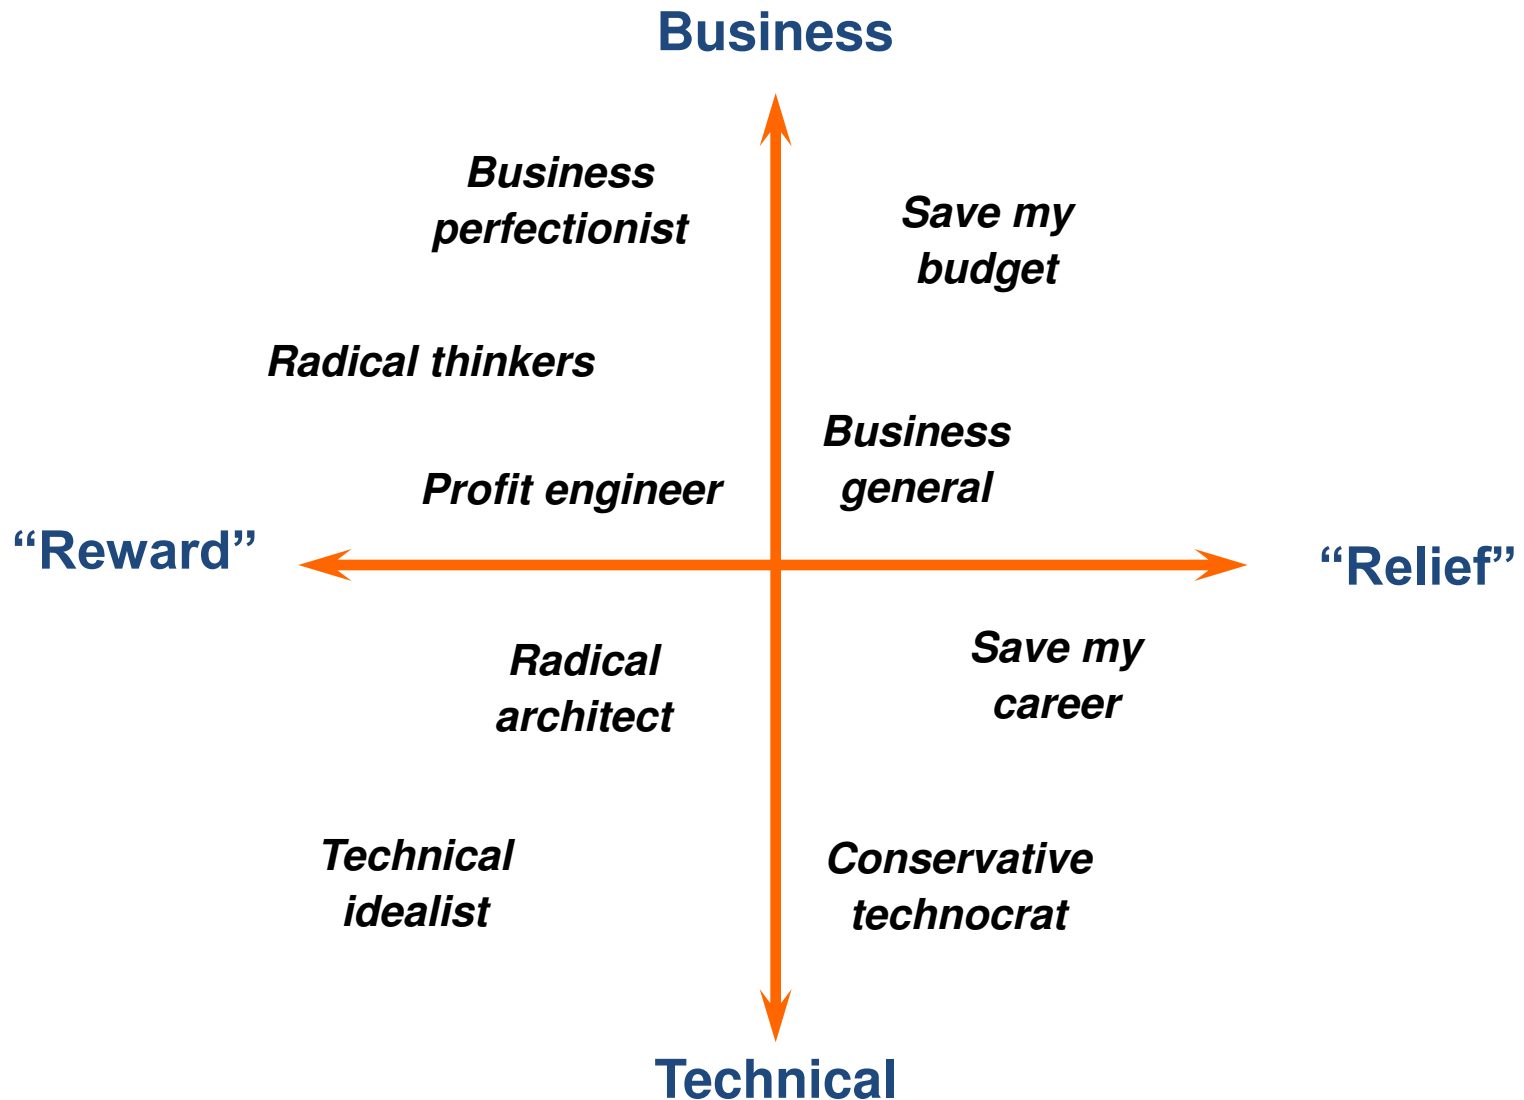 Business
Business
perfectionist
Save my
budget
Radical thinkers
Business
general
Profit engineer
“Reward”
“Relief”
Radical
architect
Save my
career
Technical
idealist
Conservative
technocrat
Technical